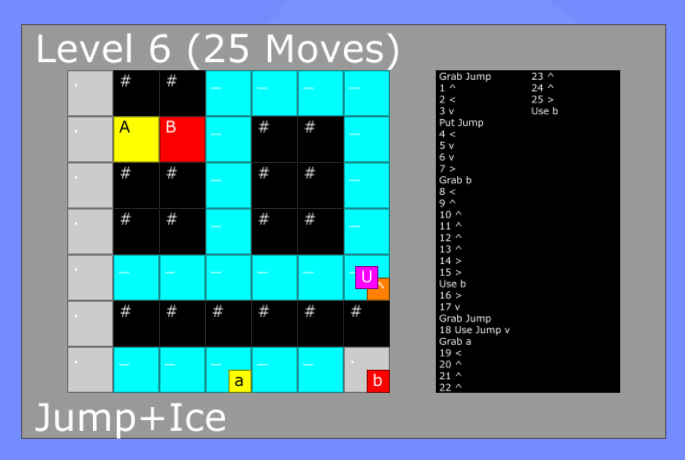 Level 6 (25 Moves)
. # # _ _ _ _
. A B _ # # _
. # # _ # # _
. # # _ # # _
. _ _ _ _ _ _ U
. # # # # # #
. _ _ _ a _ _ . b
Grab Jump
1 ^
2 <
3 v
Put Jump
4 <
5 v
6 v
7 >
Grab b
8 <
9 ^
10 ^
11 ^
12 ^
13 ^
14 >
15 >
Use b
16 >
17 v
Grab Jump
18 Use Jump v
Grab a
19 <
20 ^
21 ^
22 ^
23 ^
24 ^
25 >
Use b
Jump+Ice